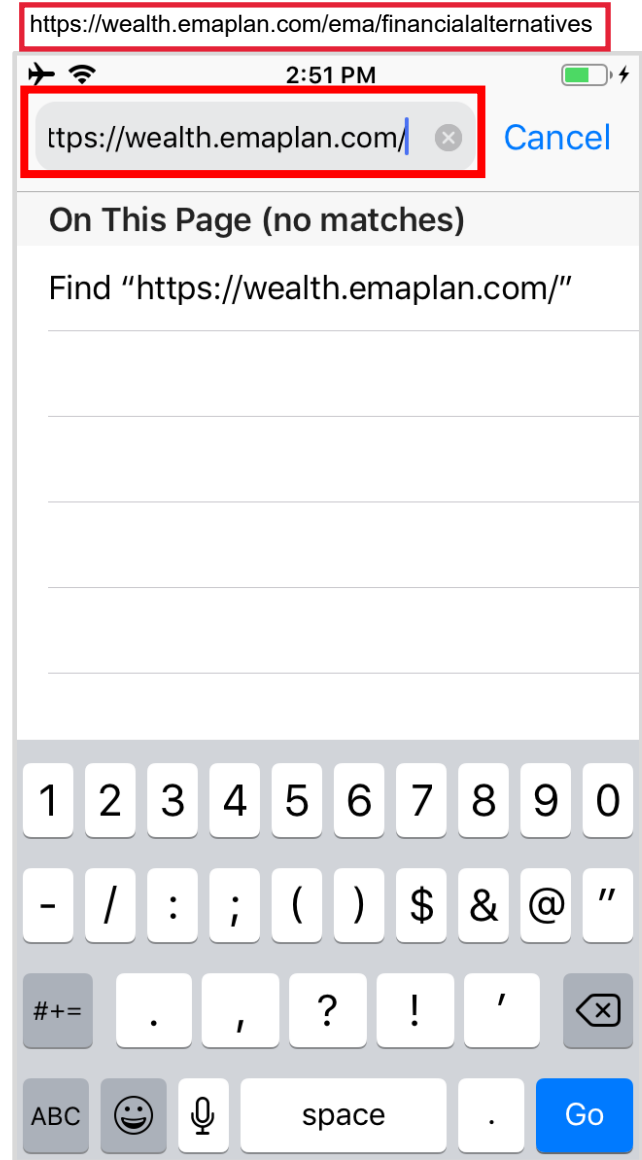 https://wealth.emaplan.com/ema/financialalternatives
2:51 PM
ttps://wealth.emaplan.com/ Cancel
On This Page (no matches)
Find “https://wealth.emaplan.com/”
1 2 3 4 5 6 7 8 9 0
- / : ; ( ) $ & @ "
#+= . , ? ! '
ABC space . Go